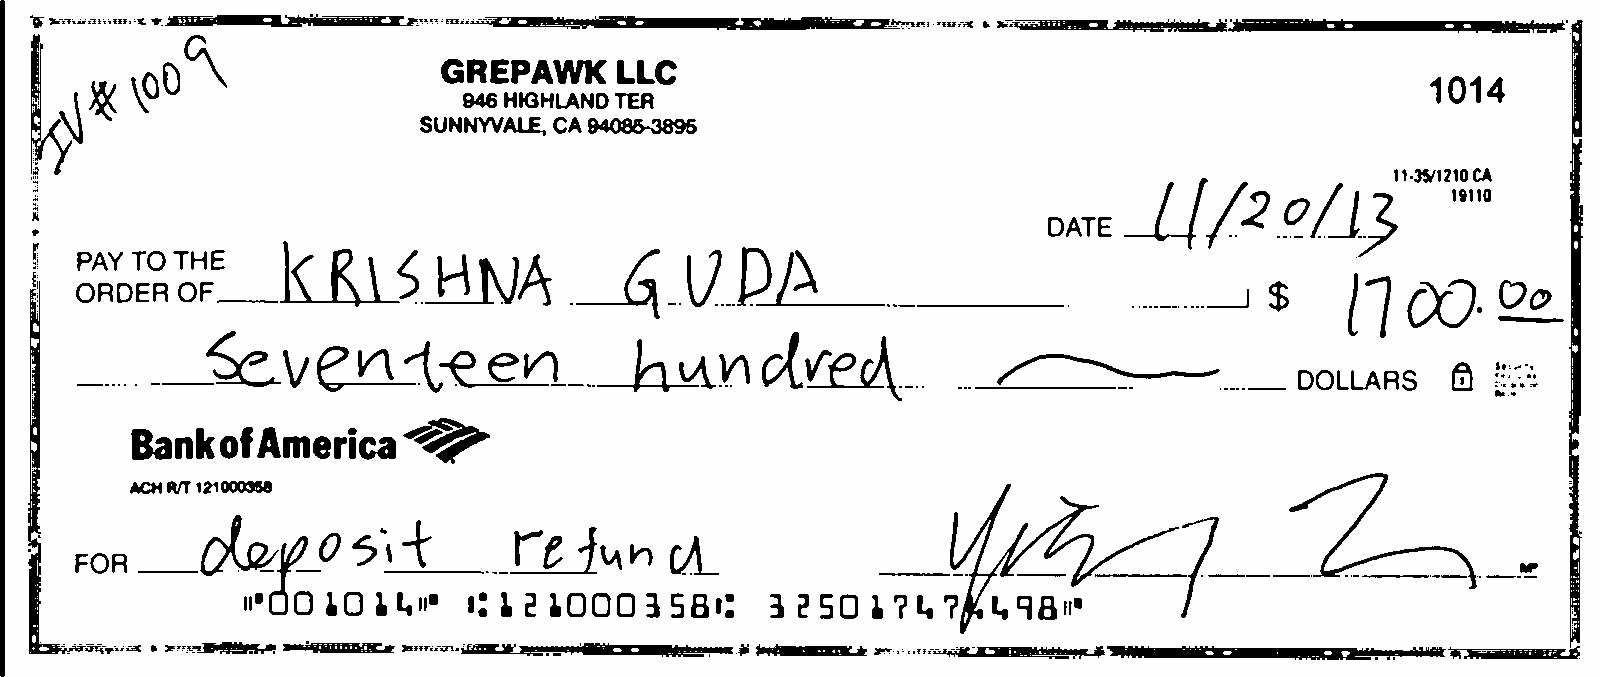 IV# 1009
GREPAWK LLC
946 HIGHLAND TER
SUNNYVALE, CA 94085-3895
1014
11-35/1210 CA
19110
DATE 11/20/13
PAY TO THE
ORDER OF KRISHNA GUDA $ 1700.00
Seventeen hundred DOLLARS
Bank of America
ACH R/T 121000358
FOR deposit refund
MP
⑈001014⑈ ⑆121000358⑆ 325017474498⑈